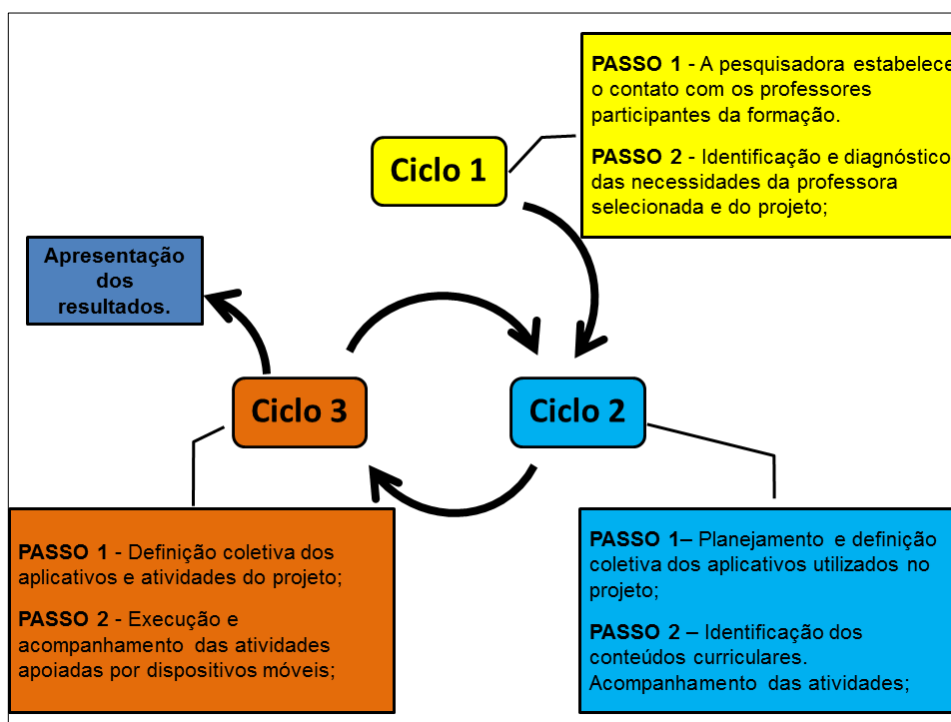 PASSO 1 - A pesquisadora estabelece
o contato com os professores
participantes da formação.
PASSO 2 - Identificação e diagnóstico
das necessidades da professora
selecionada e do projeto;
Ciclo 1
Apresentação
dos
resultados.
Ciclo 3
Ciclo 2
PASSO 1 - Definição coletiva dos
aplicativos e atividades do projeto;
PASSO 2 - Execução e
acompanhamento das atividades
apoiadas por dispositivos móveis;
PASSO 1– Planejamento e definição
coletiva dos aplicativos utilizados no
projeto;
PASSO 2 – Identificação dos
conteúdos curriculares.
Acompanhamento das atividades;